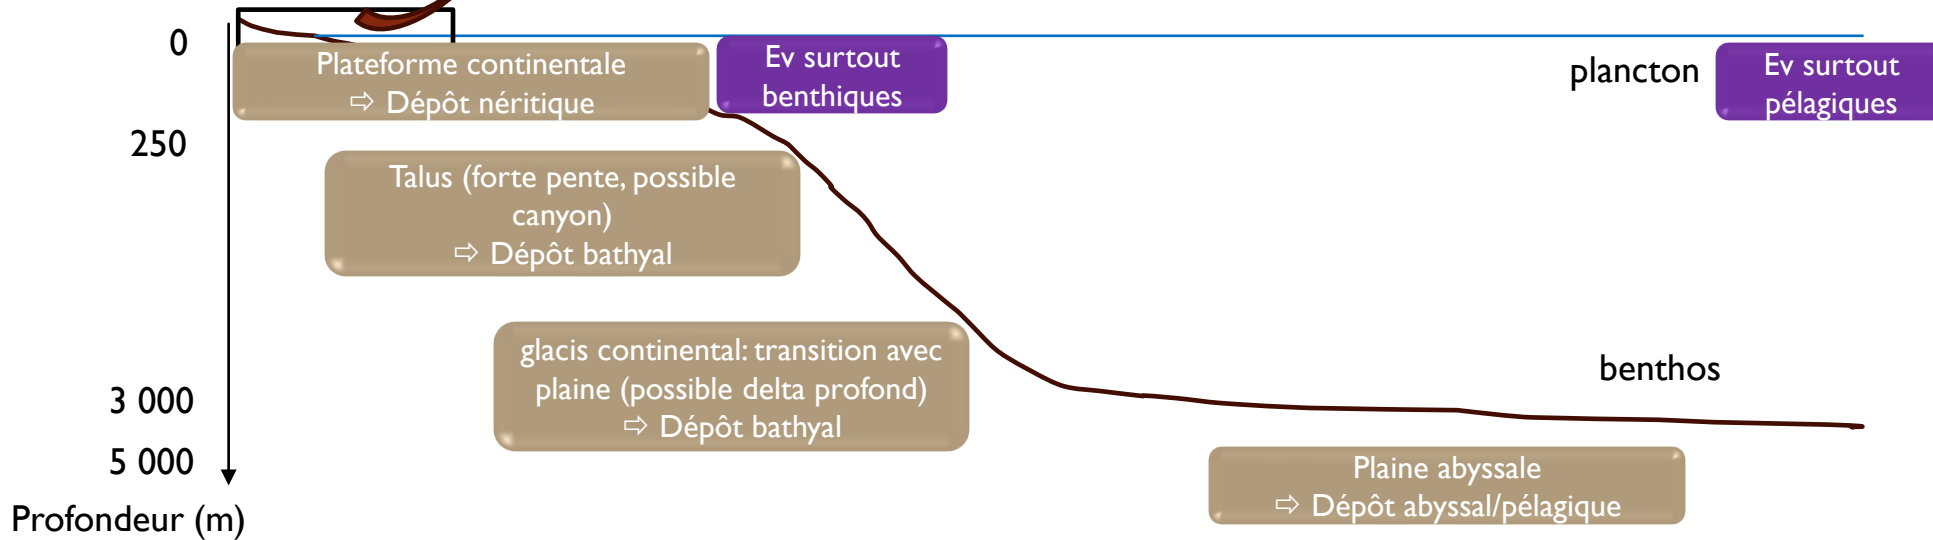 0
250
3 000
5 000
Profondeur (m)
Plateforme continentale
⇨ Dépôt néritique
Ev surtout
benthiques
plancton
Ev surtout
pélagiques
Talus (forte pente, possible
canyon)
⇨ Dépôt bathyal
glacis continental: transition avec
plaine (possible delta profond)
⇨ Dépôt bathyal
benthos
Plaine abyssale
⇨ Dépôt abyssal/pélagique